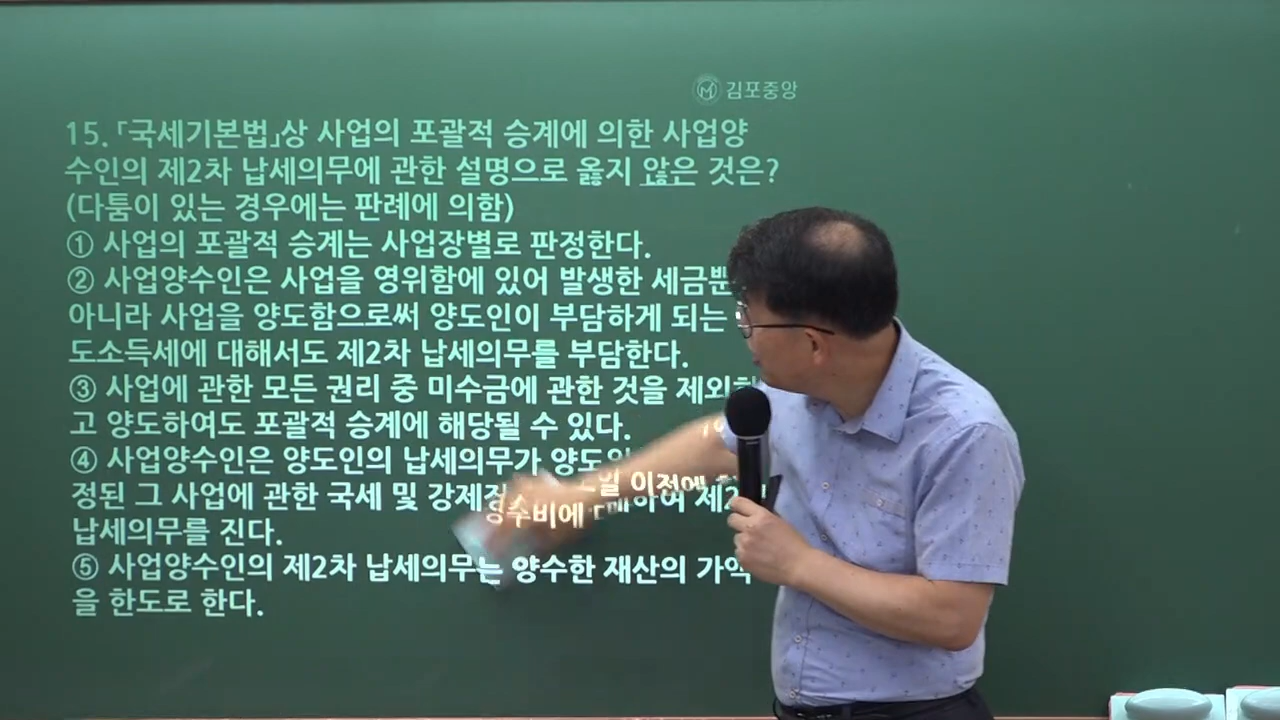 김포중앙
15. 「국세기본법」상 사업의 포괄적 승계에 의한 사업양
수인의 제2차 납세의무에 관한 설명으로 옳지 않은 것은?
(다툼이 있는 경우에는 판례에 의함)
① 사업의 포괄적 승계는 사업장별로 판정한다.
② 사업양수인은 사업을 영위함에 있어 발생한 세금뿐
아니라 사업을 양도함으로써 양도인이 부담하게 되는
도소득세에 대해서도 제2차 납세의무를 부담한다.
③ 사업에 관한 모든 권리 중 미수금에 관한 것을 제외하
고 양도하여도 포괄적 승계에 해당될 수 있다.
④ 사업양수인은 양도인의 납세의무가 양도일 이전에
정된 그 사업에 관한 국세 및 강제징수비에 대하여
납세의무를 진다.
⑤ 사업양수인의 제2차 납세의무는 양수한 재산의 가액
을 한도로 한다.